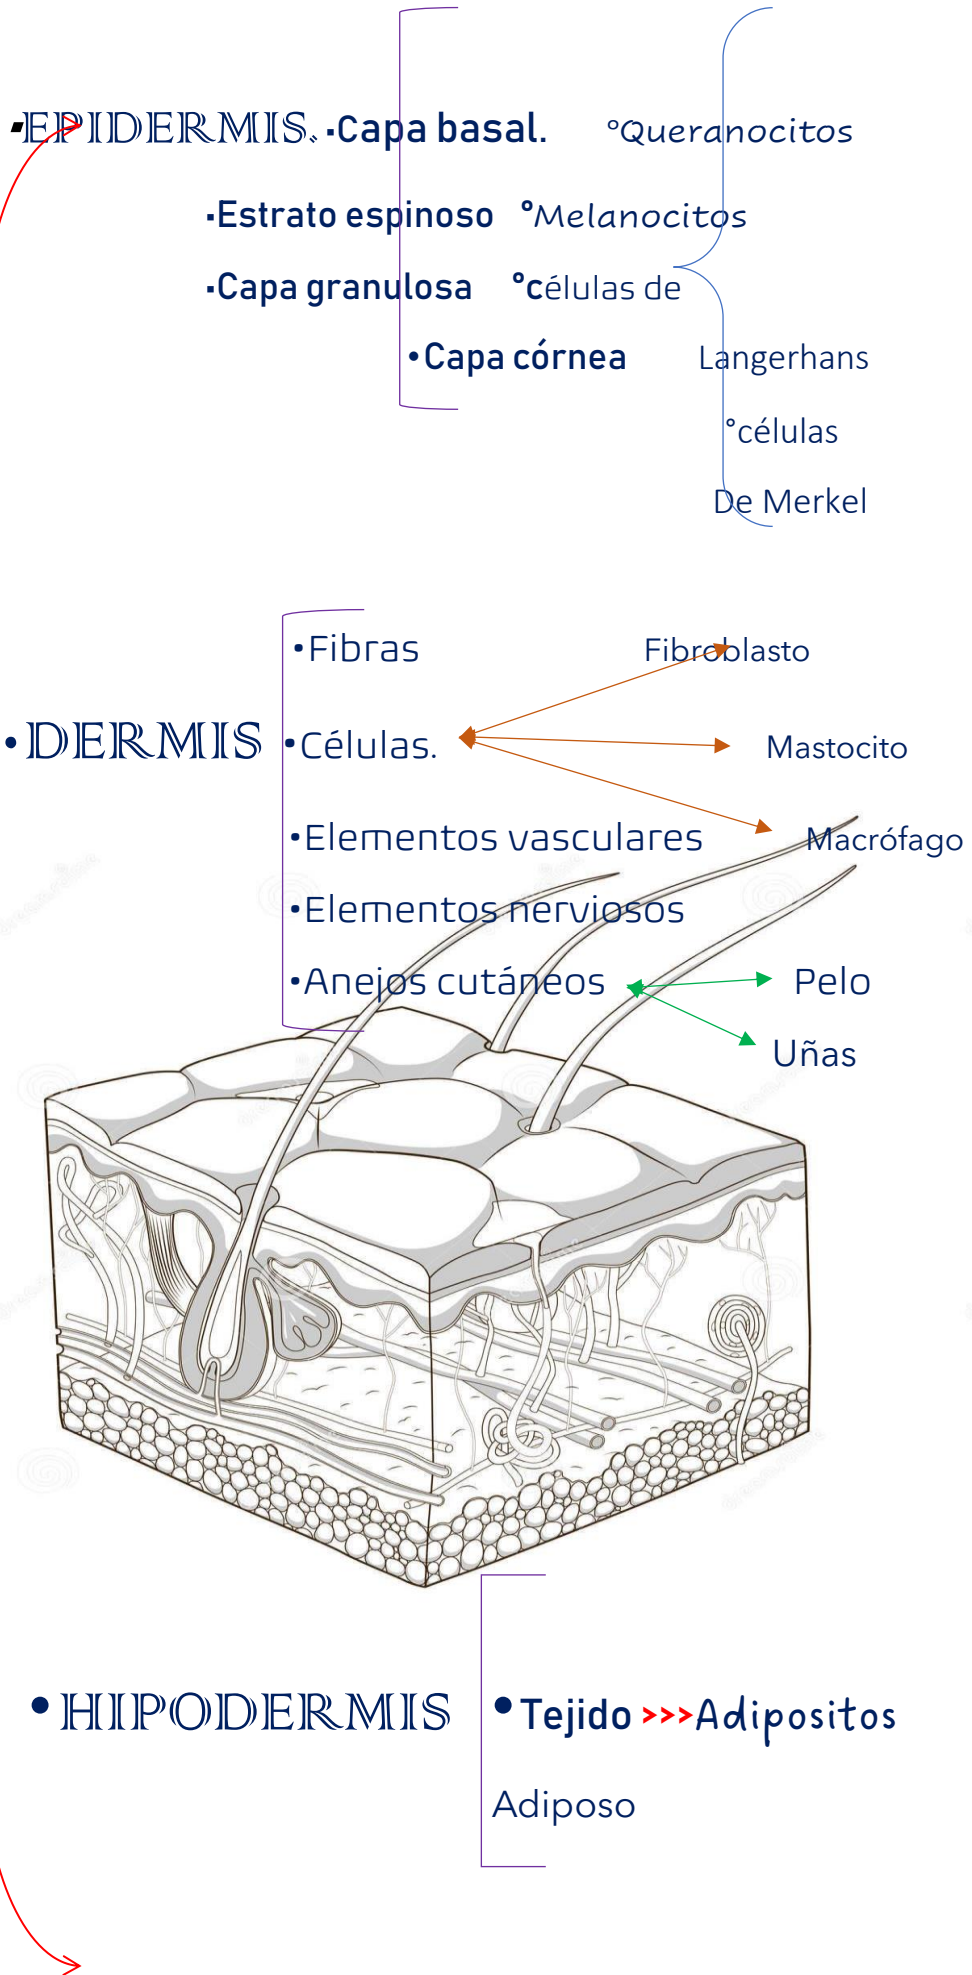 ▪EPIDERMIS. ▪Capa basal. °Queranocitos
▪Estrato espinoso °Melanocitos
▪Capa granulosa °células de
•Capa córnea Langerhans
°células
De Merkel
•Fibras Fibroblasto
•DERMIS •Células. Mastocito
•Elementos vasculares Macrófago
•Elementos nerviosos
•Anejos cutáneos Pelo
Uñas
•HIPODERMIS •Tejido >>>Adipositos
Adiposo